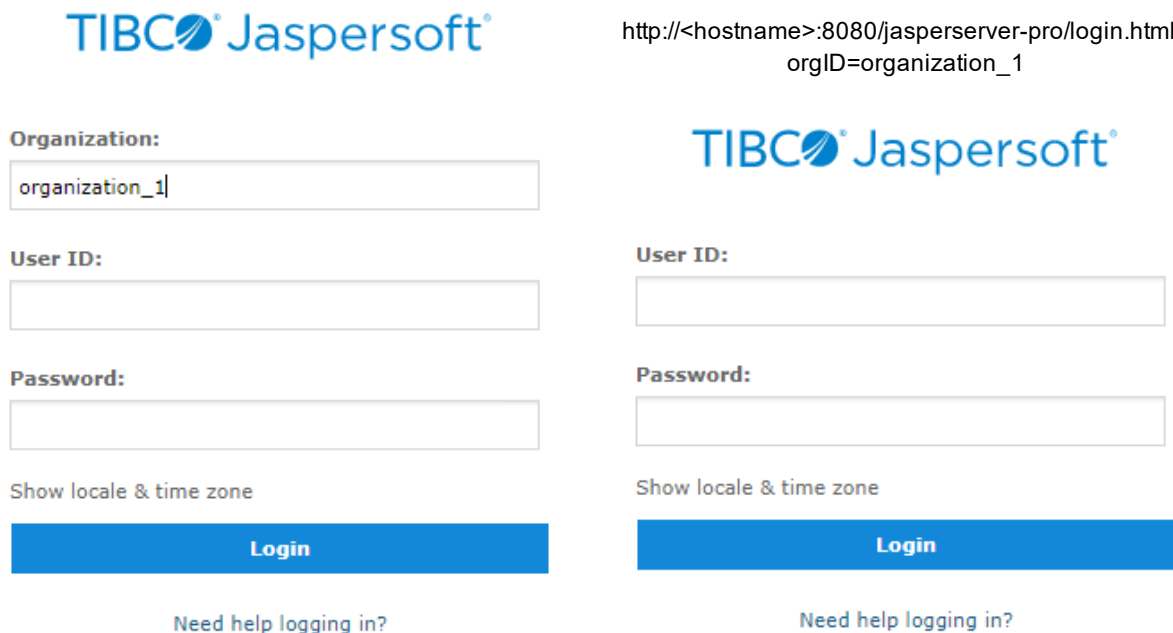 TIBCO Jaspersoft
Organization:
organization_1
User ID:
Password:
Show locale & time zone
Login
Need help logging in?
http://<hostname>:8080/jasperserver-pro/login.html
orgID=organization_1
TIBCO Jaspersoft
User ID:
Password:
Show locale & time zone
Login
Need help logging in?